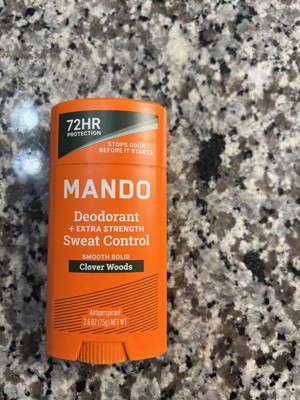 72HR
PROTECTION
STOPS ODOR
BEFORE IT STARTS
MANDO
Deodorant
+ EXTRA STRENGTH
Sweat Control
SMOOTH SOLID
Clover Woods
Antiperspirant
2.6 OZ (75g) NET WT